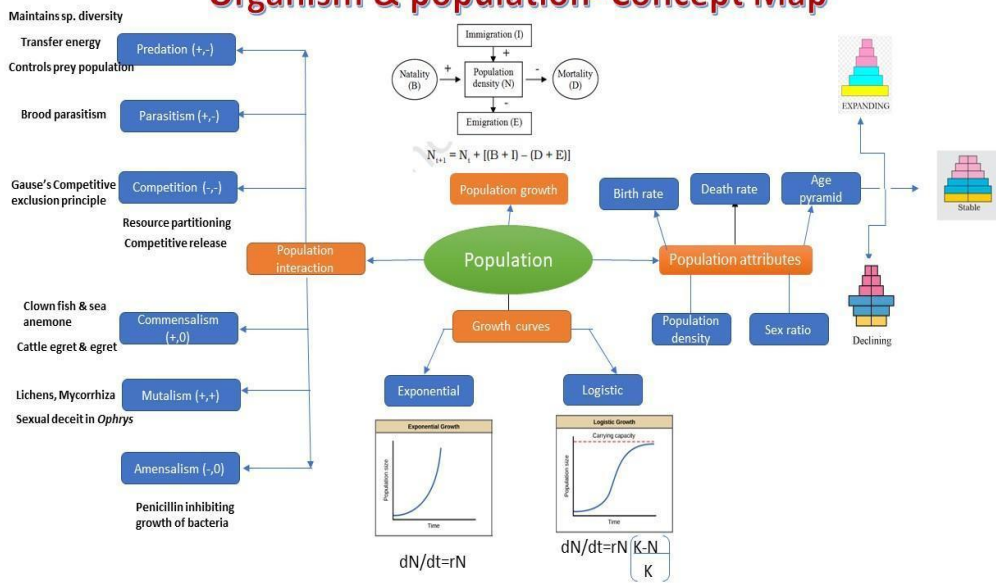 Organism & population Concept Map
Maintains sp. diversity
Transfer energy
Controls prey population
Predation (+,-)
Brood parasitism
Parasitism (+,-)
Gause's Competitive
exclusion principle
Competition (-,-)
Resource partitioning
Competitive release
Population
interaction
Clown fish & sea
anemone
Cattle egret & egret
Commensalism
(+,0)
Lichens, Mycorrhiza
Sexual deceit in Ophrys
Mutalism (+,+)
Amensalism (-,0)
Penicillin inhibiting
growth of bacteria
Immigration (I)
+
Natality
(B)
+
Population
density (N)
-
Mortality
(D)
-
Emigration (E)
Nt+1 = Nt + [(B + I) – (D + E)]
Population growth
Population
Growth curves
Exponential
Exponential Growth
Population size
Time
dN/dt=rN
Logistic
Logistic Growth
Carrying capacity
Population size
Time
dN/dt=rN (K-N
K)
Birth rate
Death rate
Age
pyramid
Population attributes
Population
density
Sex ratio
EXPANDING
Stable
Declining